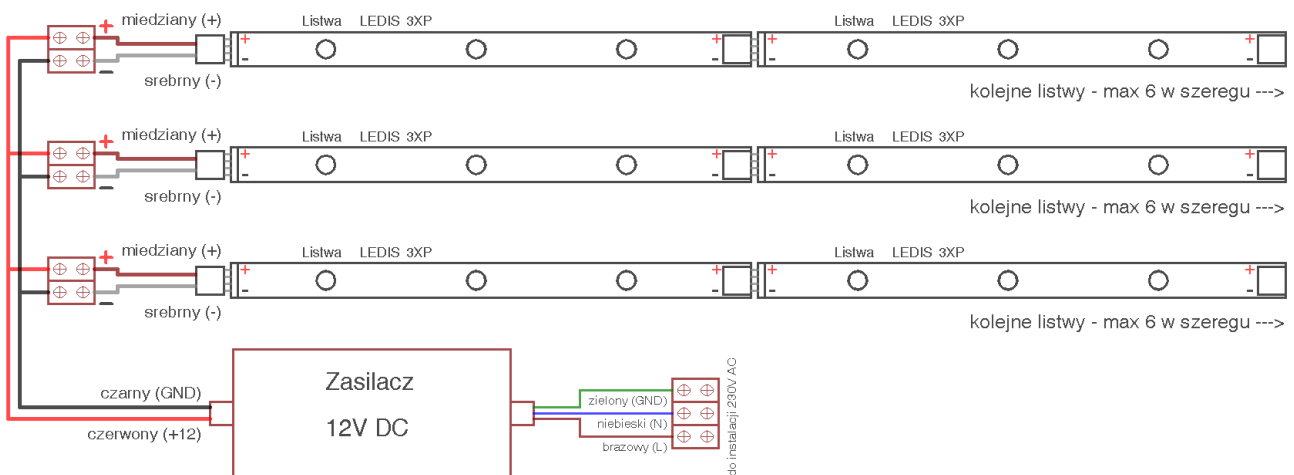 + miedziany (+) Listwa LEDIS 3XP Listwa LEDIS 3XP
+ + + +
- - - -
− srebrny (-)
kolejne listwy - max 6 w szeregu --->
+ miedziany (+) Listwa LEDIS 3XP Listwa LEDIS 3XP
+ + + +
- - - -
− srebrny (-)
kolejne listwy - max 6 w szeregu --->
+ miedziany (+) Listwa LEDIS 3XP Listwa LEDIS 3XP
+ + + +
- - - -
− srebrny (-)
kolejne listwy - max 6 w szeregu --->
czarny (GND)
czerwony (+12)
Zasilacz
12V DC
zielony (GND)
niebieski (N)
brazowy (L)
do instalacji 230V AC